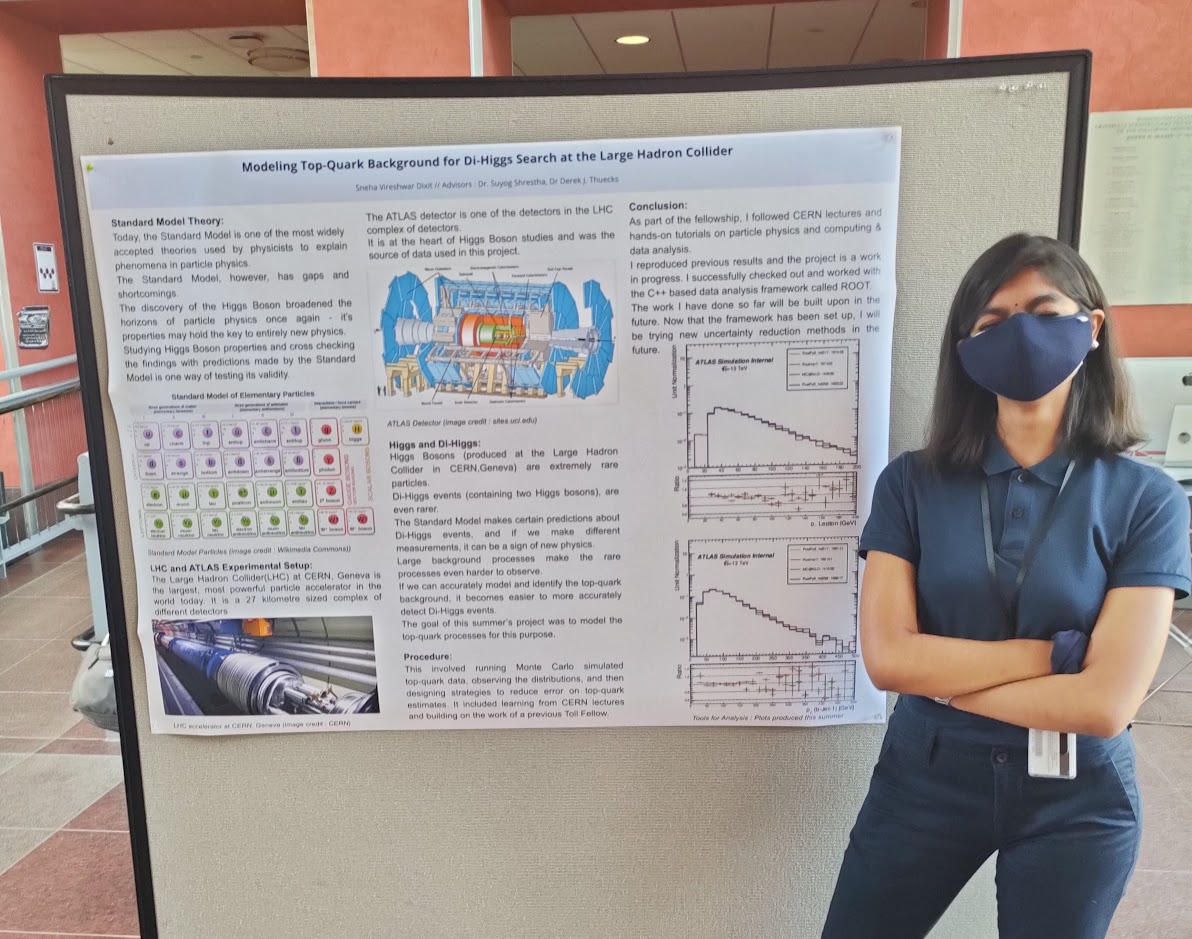 Modeling Top-Quark Background for Di-Higgs Search at the Large Hadron Collider
Sneha Vireshwar Dixit // Advisors : Dr. Suyog Shrestha, Dr Derek J. Thuecks
Standard Model Theory:
Today, the Standard Model is one of the most widely
accepted theories used by physicists to explain
phenomena in particle physics.
The Standard Model, however, has gaps and
shortcomings.
The discovery of the Higgs Boson broadened the
horizons of particle physics once again - it's
properties may hold the key to entirely new physics.
Studying Higgs Boson properties and cross checking
the findings with predictions made by the Standard
Model is one way of testing its validity.
Standard Model of Elementary Particles
Standard Model Particles (image credit : Wikimedia Commons))
LHC and ATLAS Experimental Setup:
The Large Hadron Collider(LHC) at CERN, Geneva is
the largest, most powerful particle accelerator in the
world today. It is a 27 kilometre sized complex of
different detectors
LHC accelerator at CERN, Geneva (image credit : CERN)
The ATLAS detector is one of the detectors in the LHC
complex of detectors.
It is at the heart of Higgs Boson studies and was the
source of data used in this project.
ATLAS Detector (image credit : sites.uci.edu)
Higgs and Di-Higgs:
Higgs Bosons (produced at the Large Hadron
Collider in CERN,Geneva) are extremely rare
particles.
Di-Higgs events (containing two Higgs bosons), are
even rarer.
The Standard Model makes certain predictions about
Di-Higgs events, and if we make different
measurements, it can be a sign of new physics.
Large background processes make the rare
processes even harder to observe.
If we can accurately model and identify the top-quark
background, it becomes easier to more accurately
detect Di-Higgs events.
The goal of this summer's project was to model the
top-quark processes for this purpose.
Procedure:
This involved running Monte Carlo simulated
top-quark data, observing the distributions, and then
designing strategies to reduce error on top-quark
estimates. It included learning from CERN lectures
and building on the work of a previous Toll Fellow.
Conclusion:
As part of the fellowship, I followed CERN lectures and
hands-on tutorials on particle physics and computing &
data analysis.
I reproduced previous results and the project is a work
in progress. I successfully checked out and worked with
the C++ based data analysis framework called ROOT.
The work I have done so far will be built upon in the
future. Now that the framework has been set up, I will
be trying new uncertainty reduction methods in the
future.
ATLAS Simulation Internal
√s=13 TeV
Unit Normalisation
Ratio
p_T Lepton [GeV]
ATLAS Simulation Internal
√s=13 TeV
Unit Normalisation
Ratio
p_T (b-Jet 1) [GeV]
Tools for Analysis : Plots produced this summer